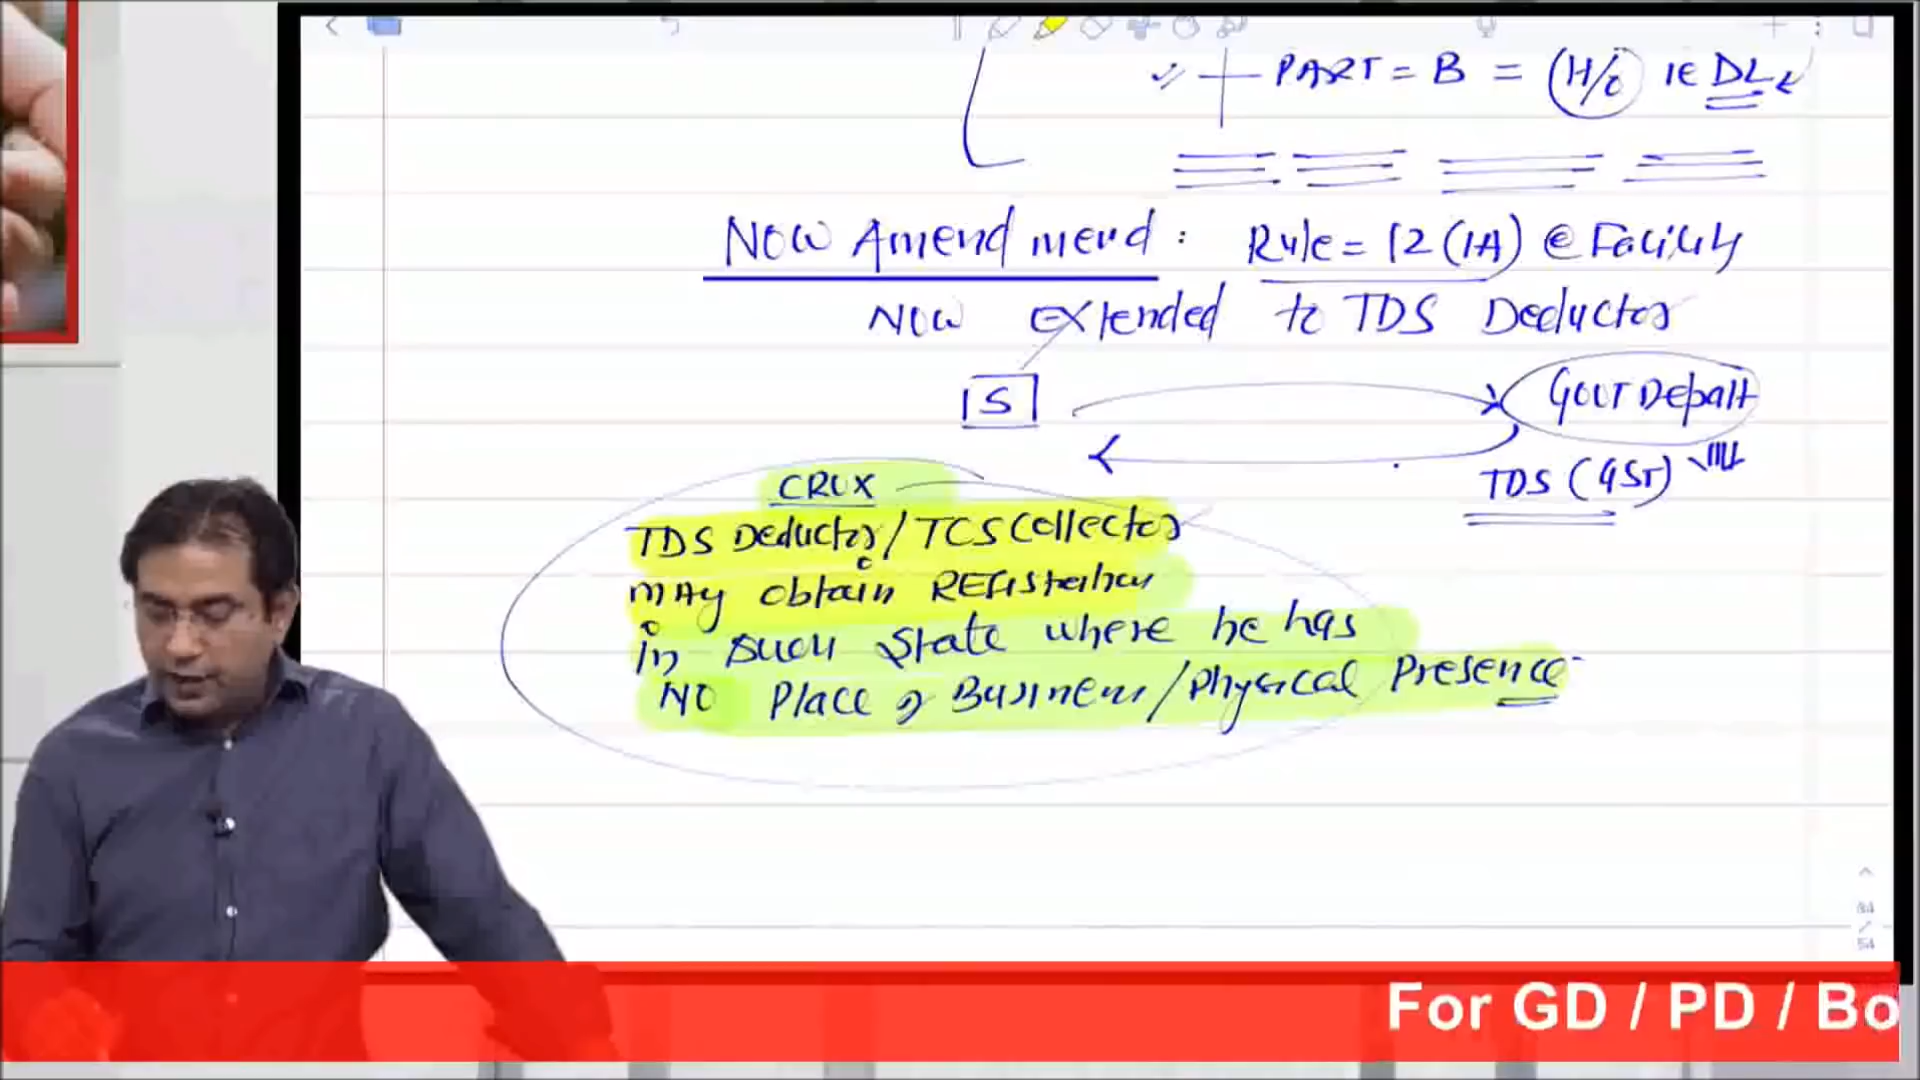 PART = B = (H/O) IE DL
NOW Amendment : Rule = 12 (1A) @ Facility
NOW Extended to TDS Deductor
S
GOVT Depatt
TDS (GST)
CRUX
TDS Deductor / TCS Collector
MAY obtain REGIstration
in such State where he has
NO Place of Business / Physical Presence
84
/
54
For GD / PD / Bo